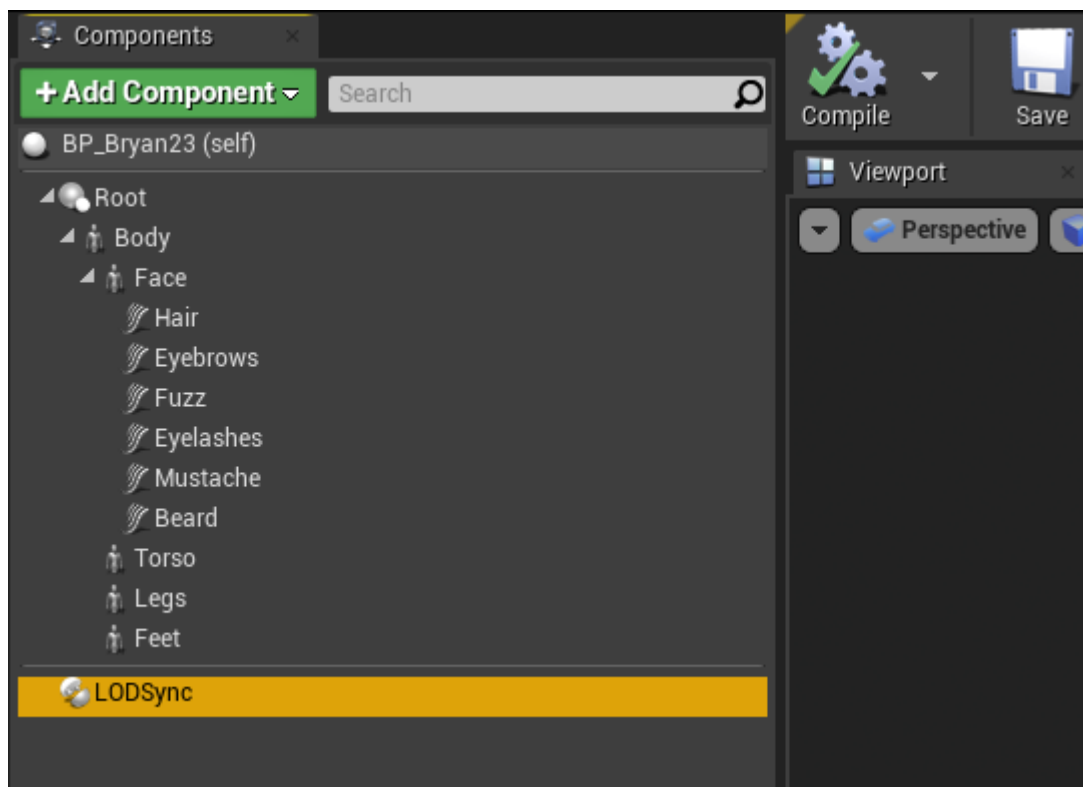 Components
+ Add Component
Search
BP_Bryan23 (self)
Root
Body
Face
Hair
Eyebrows
Fuzz
Eyelashes
Mustache
Beard
Torso
Legs
Feet
LODSync
Compile
Save
Viewport
Perspective